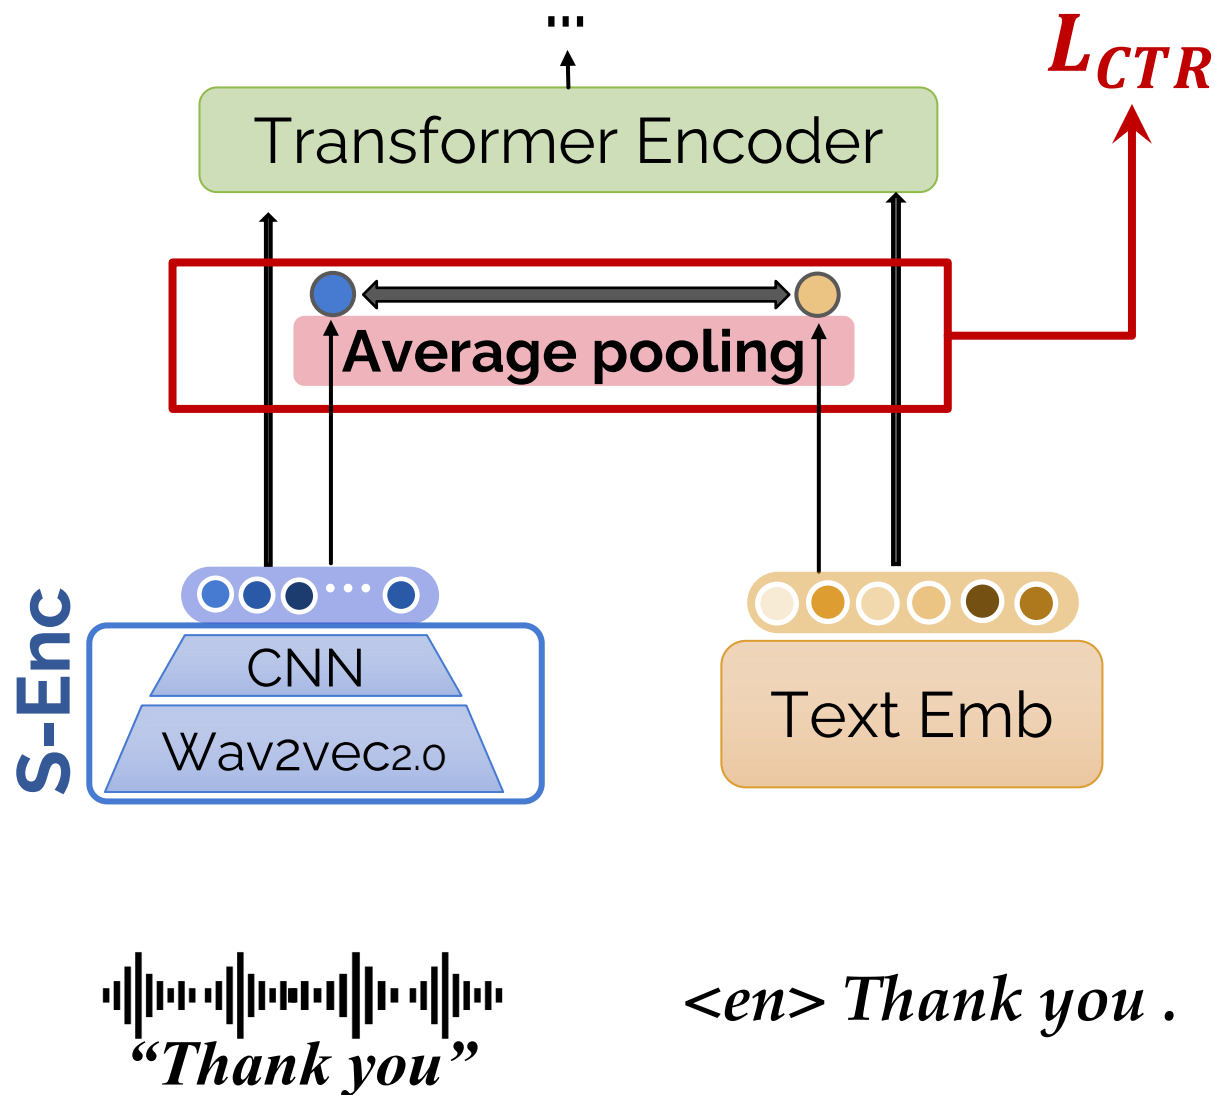 ...
L_CTR
Transformer Encoder
Average pooling
S-Enc
CNN
Wav2vec2.0
Text Emb
“Thank you”
<en> Thank you .